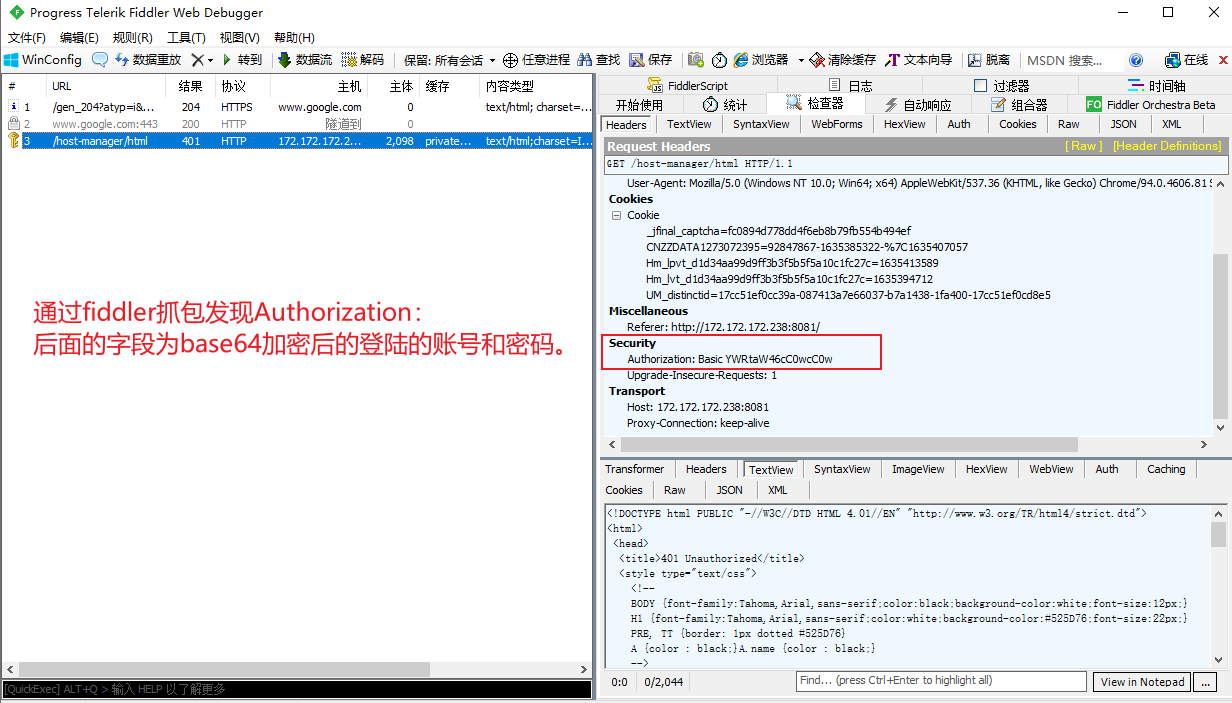 Progress Telerik Fiddler Web Debugger
文件(F) 编辑(E) 规则(R) 工具(T) 视图(V) 帮助(H)
WinConfig 数据重放 转到 数据流 解码 保留: 所有会话 任意进程 查找 保存 浏览器 清除缓存 文本向导 脱离 MSDN 搜索... 在线
# URL 结果 协议 主机 主体 缓存 内容类型
1 /gen_204?atyp=i&... 204 HTTPS www.google.com 0 text/html; charset=...
2 www.google.com:443 200 HTTP 隧道到 0
3 /host-manager/html 401 HTTP 172.172.172.2... 2,098 private... text/html;charset=I...
通过fiddler抓包发现Authorization：
后面的字段为base64加密后的登陆的账号和密码。
[QuickExec] ALT+Q > 输入 HELP 以了解更多
FiddlerScript 日志 过滤器 时间轴
开始使用 统计 检查器 自动响应 组合器 FO Fiddler Orchestra Beta
Headers TextView SyntaxView WebForms HexView Auth Cookies Raw JSON XML
Request Headers [ Raw ] [Header Definitions]
GET /host-manager/html HTTP/1.1
User-Agent: Mozilla/5.0 (Windows NT 10.0; Win64; x64) AppleWebKit/537.36 (KHTML, like Gecko) Chrome/94.0.4606.81 S
Cookies
Cookie
_jfinal_captcha=fc0894d778dd4f6eb8b79fb554b494ef
CNZZDATA1273072395=92847867-1635385322-%7C1635407057
Hm_lpvt_d1d34aa99d9ff3b3f5b5f5a10c1fc27c=1635413589
Hm_lvt_d1d34aa99d9ff3b3f5b5f5a10c1fc27c=1635394712
UM_distinctid=17cc51ef0cc39a-087413a7e66037-b7a1438-1fa400-17cc51ef0cd8e5
Miscellaneous
Referer: http://172.172.172.238:8081/
Security
Authorization: Basic YWRtaW46cC0wcC0w
Upgrade-Insecure-Requests: 1
Transport
Host: 172.172.172.238:8081
Proxy-Connection: keep-alive
Transformer Headers TextView SyntaxView ImageView HexView WebView Auth Caching
Cookies Raw JSON XML
<!DOCTYPE html PUBLIC "-//W3C//DTD HTML 4.01//EN" "http://www.w3.org/TR/html4/strict.dtd">
<html>
<head>
<title>401 Unauthorized</title>
<style type="text/css">
<!--
BODY {font-family:Tahoma,Arial,sans-serif;color:black;background-color:white;font-size:12px;}
H1 {font-family:Tahoma,Arial,sans-serif;color:white;background-color:#525D76;font-size:22px;}
PRE, TT {border: 1px dotted #525D76}
A {color : black;}A.name {color : black;}
-->
0:0 0/2,044 Find... (press Ctrl+Enter to highlight all) View in Notepad ...